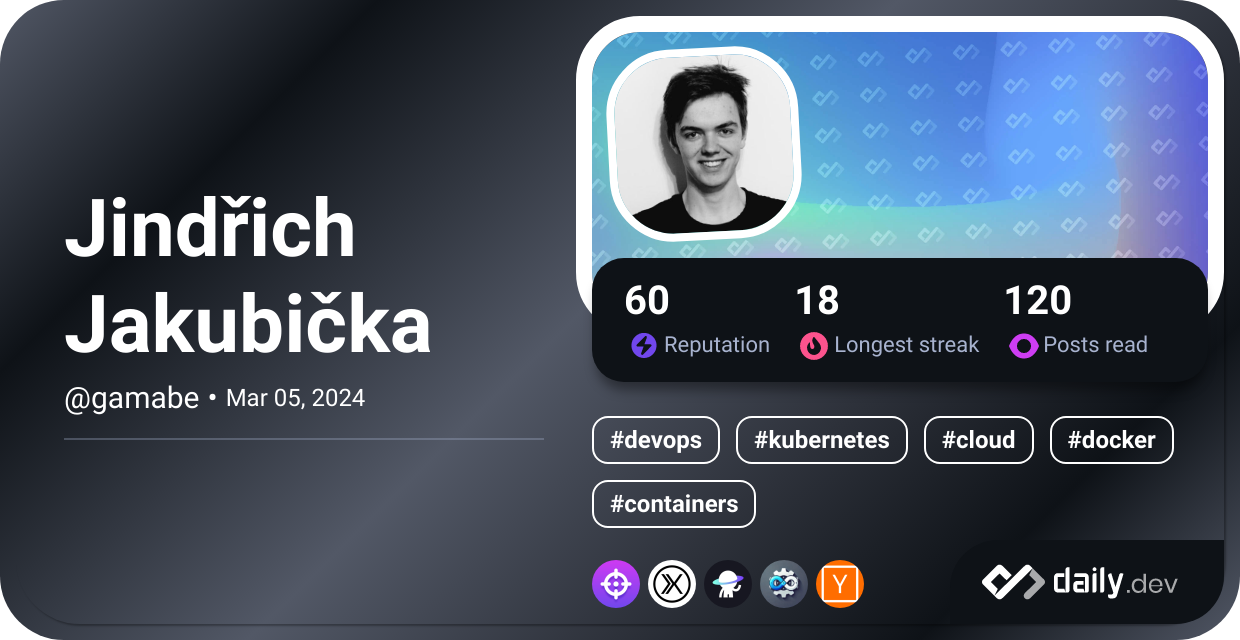 Jindřich
Jakubička
@gamabe • Mar 05, 2024
60 18 120
Reputation Longest streak Posts read
#devops #kubernetes #cloud #docker
#containers
Y
daily.dev